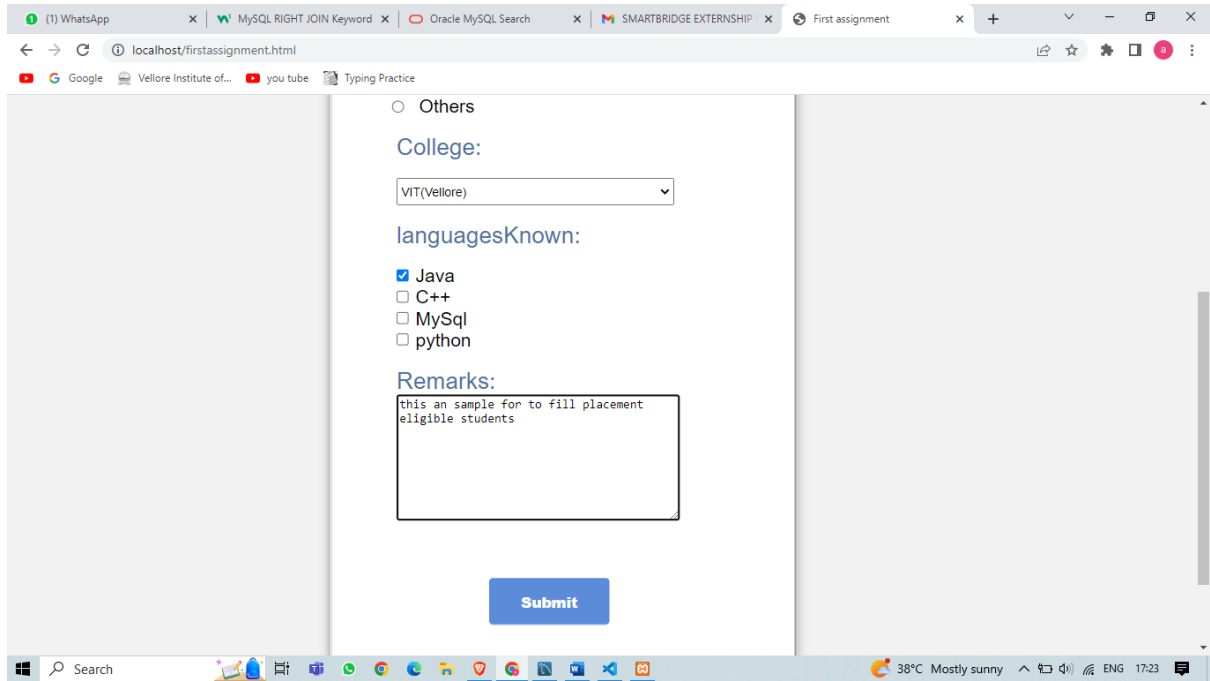 1 (1) WhatsApp
MySQL RIGHT JOIN Keyword
Oracle MySQL Search
SMARTBRIDGE EXTERNSHIP
First assignment
localhost/firstassignment.html
a
Google
Vellore Institute of...
you tube
Typing Practice
Others
College:
VIT(Vellore)
languagesKnown:
Java
C++
MySql
python
Remarks:
this an sample for to fill placement
eligible students
Submit
Search
38°C Mostly sunny
ENG
17:23